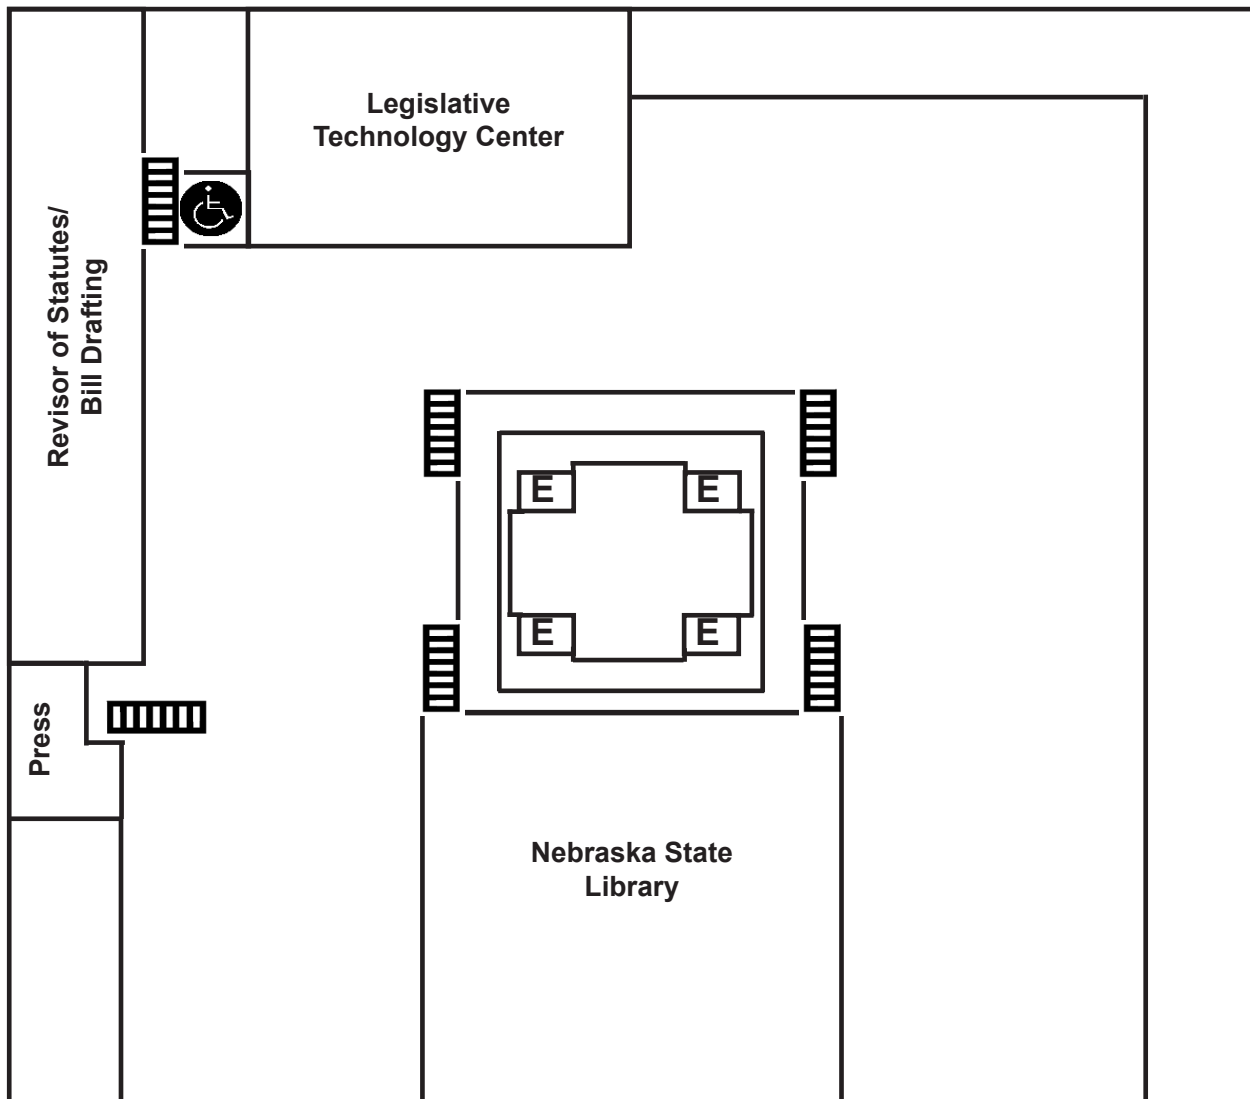 Legislative
Technology Center
Revisor of Statutes/
Bill Drafting
E
E
E
E
Press
Nebraska State
Library